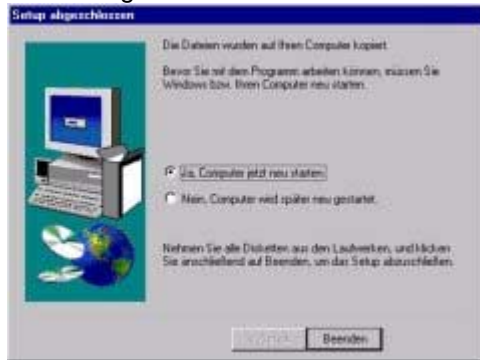 Setup abgeschlossen
Die Dateien wurden auf Ihren Computer kopiert.
Bevor Sie mit dem Programm arbeiten können, müssen Sie
Windows bzw. Ihren Computer neu starten.
Ja, Computer jetzt neu starten.
Nein, Computer wird später neu gestartet.
Nehmen Sie alle Disketten aus den Laufwerken, und klicken
Sie anschließend auf Beenden, um das Setup abzuschließen.
Beenden